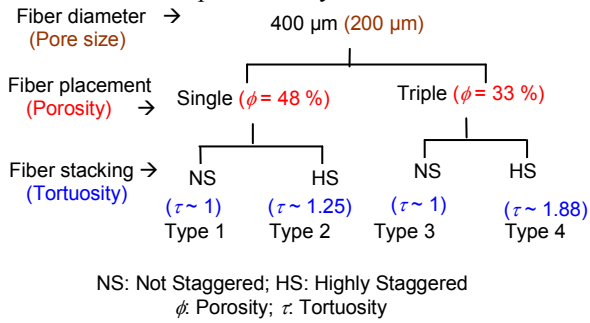 Fiber diameter → 400 µm (200 µm)
(Pore size)
Fiber placement Single (ϕ = 48 %) Triple (ϕ = 33 %)
(Porosity) →
Fiber stacking → NS HS NS HS
(Tortuosity) (τ ~ 1) (τ ~ 1.25) (τ ~ 1) (τ ~ 1.88)
Type 1 Type 2 Type 3 Type 4
NS: Not Staggered; HS: Highly Staggered
ϕ: Porosity; τ: Tortuosity